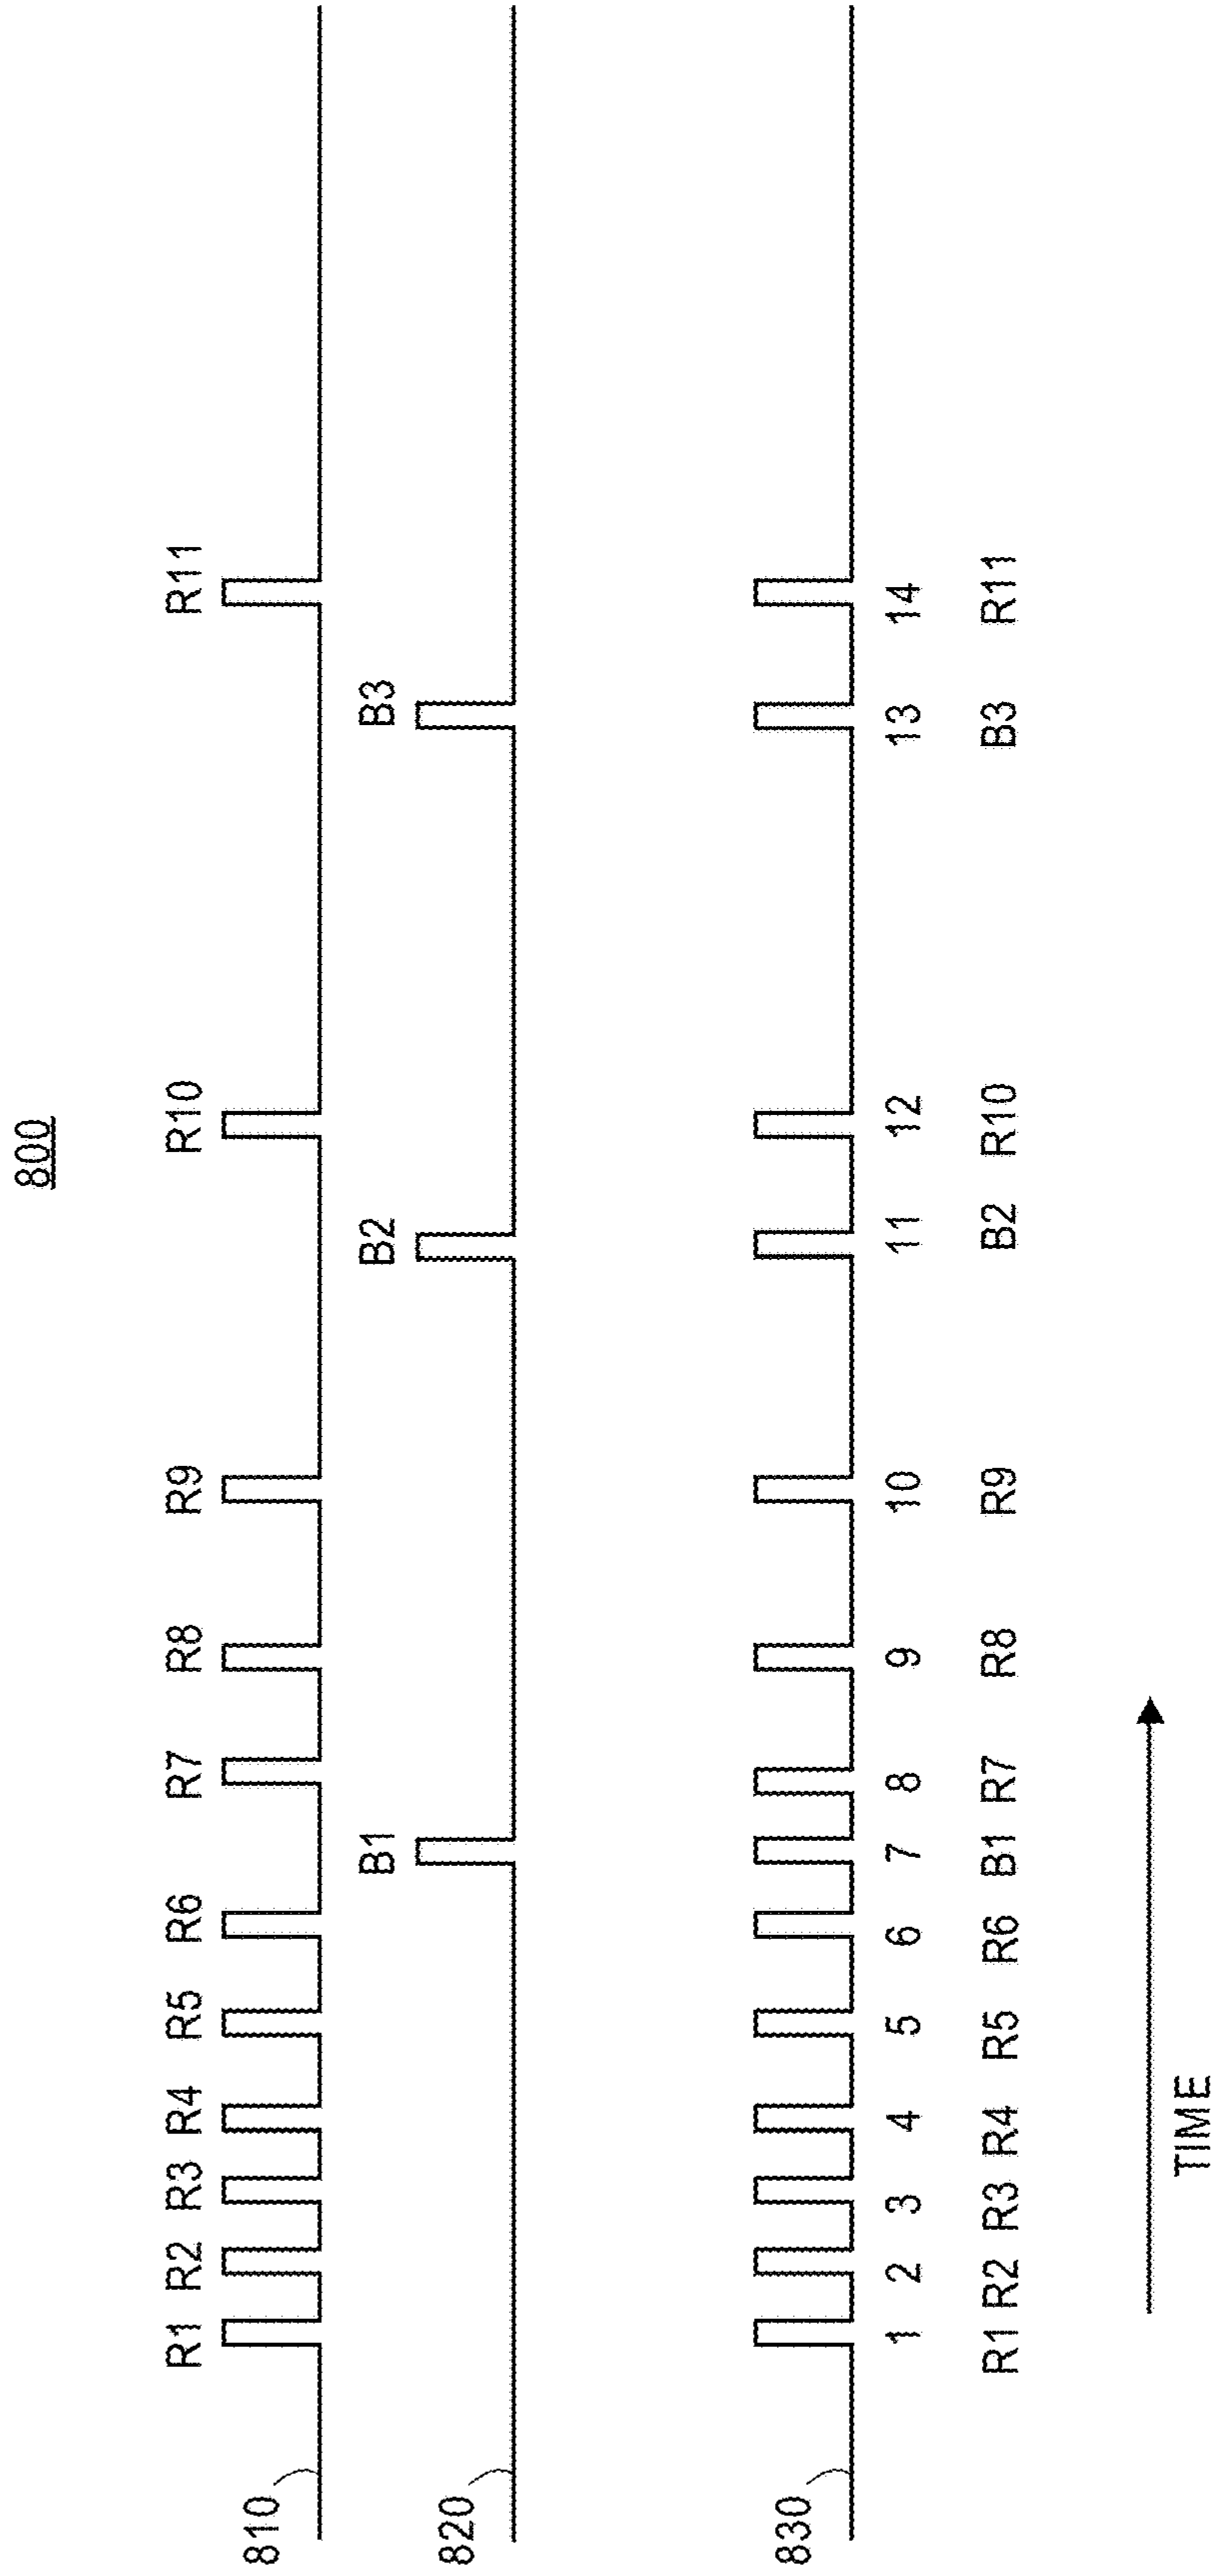 800
R1 R2 R3 R4 R5 R6 R7 R8 R9 R10 R11
810
B1 B2 B3
820
830
1 2 3 4 5 6 7 8 9 10 11 12 13 14
R1 R2 R3 R4 R5 R6 B1 R7 R8 R9 B2 R10 B3 R11
TIME